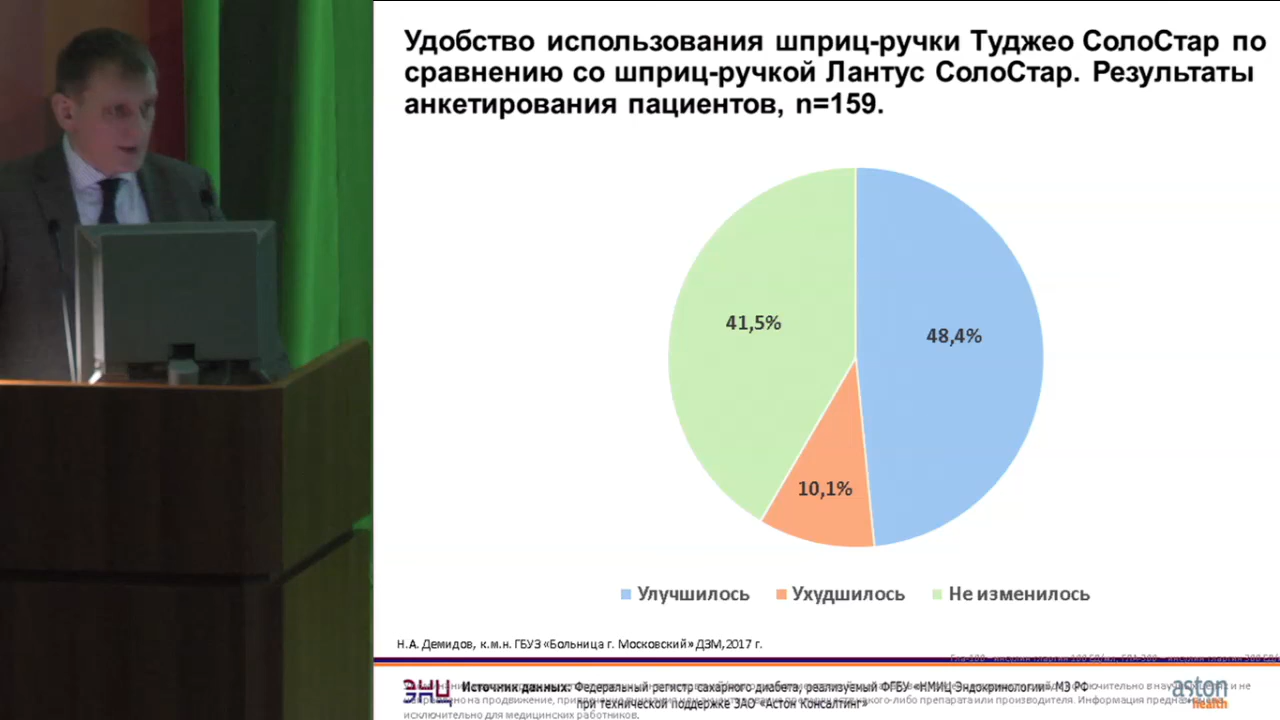 Удобство использования шприц-ручки Туджео СолоСтар по
сравнению со шприц-ручкой Лантус СолоСтар. Результаты
анкетирования пациентов, n=159.
41,5%
48,4%
10,1%
Улучшилось
Ухудшилось
Не изменилось
Н.А. Демидов, к.м.н. ГБУЗ «Больница г. Московский» ДЗМ,2017 г.
ЭНЦ
Источник данных: Федеральный регистр сахарного диабета, реализуемый ФГБУ «НМИЦ Эндокринологии» МЗ РФ
при технической поддержке ЗАО «Астон Консалтинг»
исключительно для медицинских работников.
aston
health